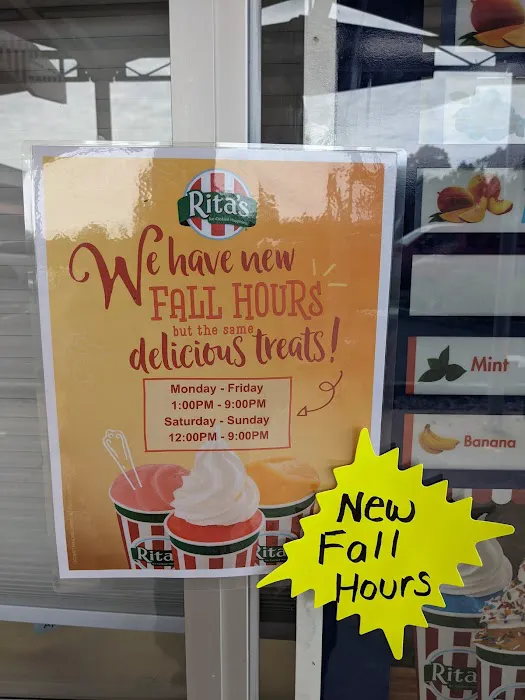 Rita's
We have new
FALL HOURS
but the same
delicious treats!
Monday - Friday
1:00PM - 9:00PM
Saturday - Sunday
12:00PM - 9:00PM
Rita
Rita
ita
New
Fall
Hours
Mint
Banana
Rita